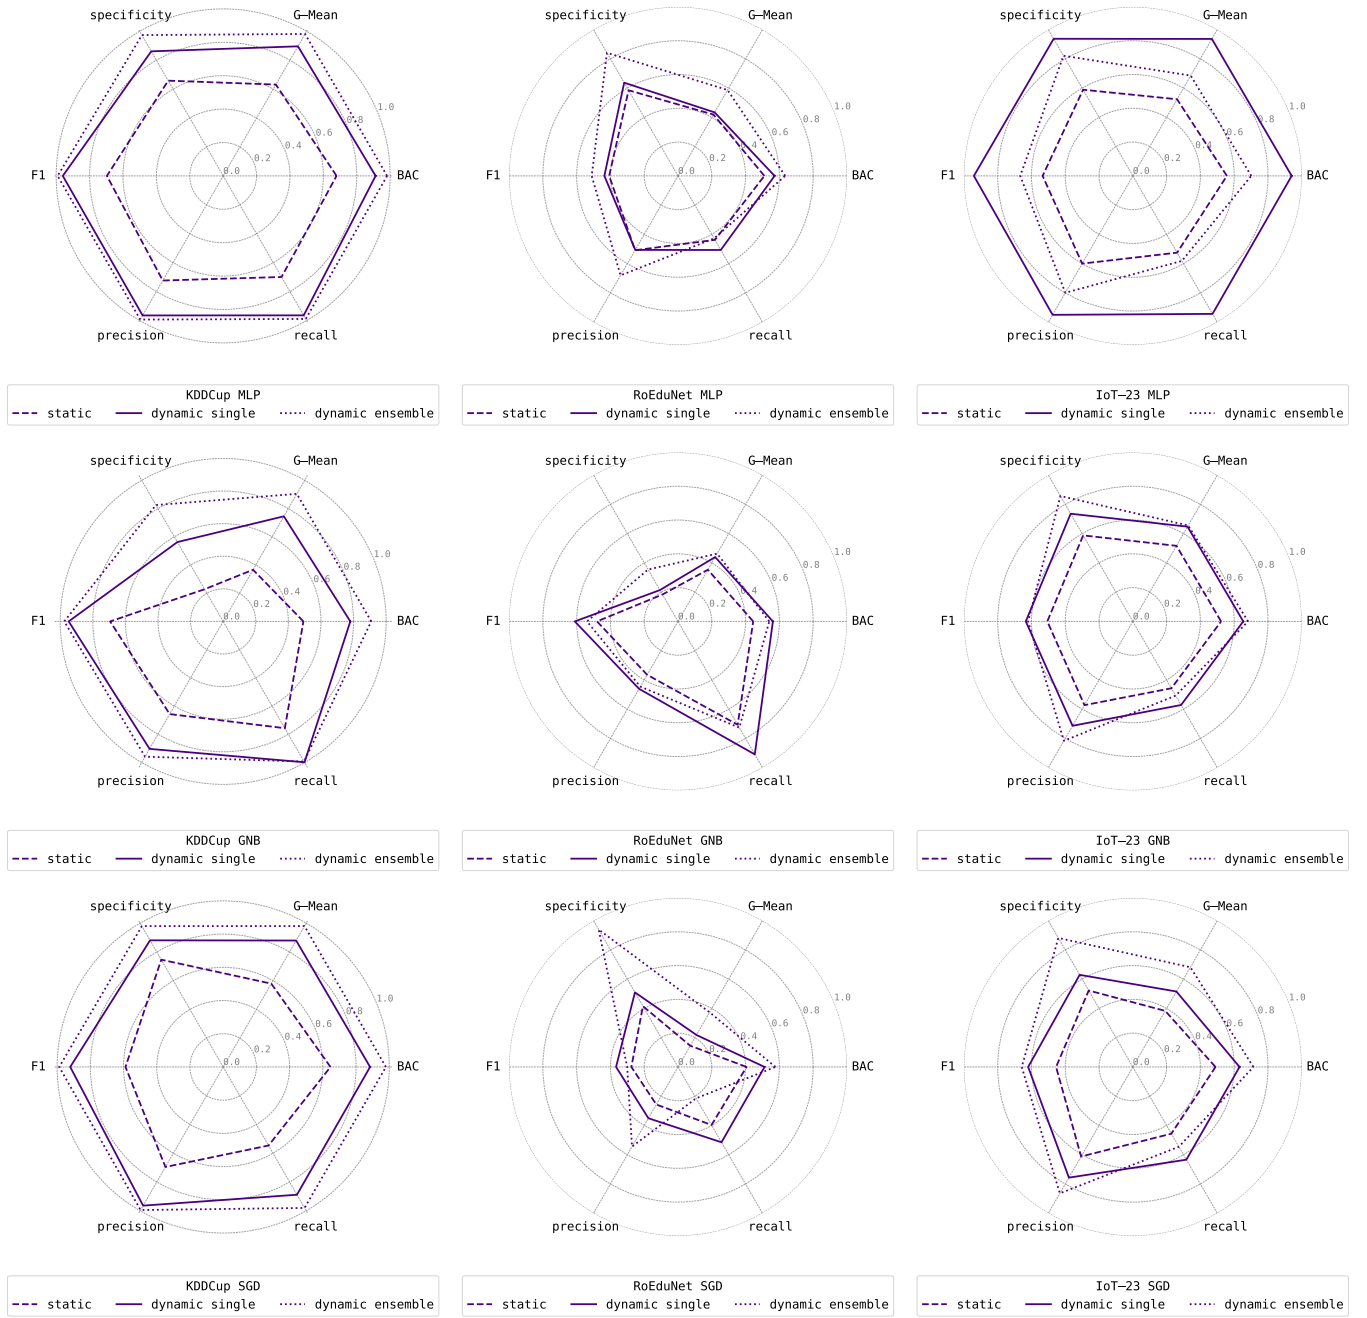 specificity G—Mean specificity G—Mean specificity G—Mean
1.0 1.0 1.0
0.8 0.8 0.8
0.6 0.6 0.6
0.4 0.4 0.4
0.2 0.2 0.2
F1 0.0 BAC F1 0.0 BAC F1 0.0 BAC
precision recall precision recall precision recall
KDDCup MLP RoEduNet MLP IoT—23 MLP
static dynamic single dynamic ensemble static dynamic single dynamic ensemble static dynamic single dynamic ensemble
specificity G—Mean specificity G—Mean specificity G—Mean
1.0 1.0 1.0
0.8 0.8 0.8
0.6 0.6 0.6
0.4 0.4 0.4
0.2 0.2 0.2
F1 0.0 BAC F1 0.0 BAC F1 0.0 BAC
precision recall precision recall precision recall
KDDCup GNB RoEduNet GNB IoT—23 GNB
static dynamic single dynamic ensemble static dynamic single dynamic ensemble static dynamic single dynamic ensemble
specificity G—Mean specificity G—Mean specificity G—Mean
1.0 1.0 1.0
0.8 0.8 0.8
0.6 0.6 0.6
0.4 0.4 0.4
0.2 0.2 0.2
F1 0.0 BAC F1 0.0 BAC F1 0.0 BAC
precision recall precision recall precision recall
KDDCup SGD RoEduNet SGD IoT—23 SGD
static dynamic single dynamic ensemble static dynamic single dynamic ensemble static dynamic single dynamic ensemble